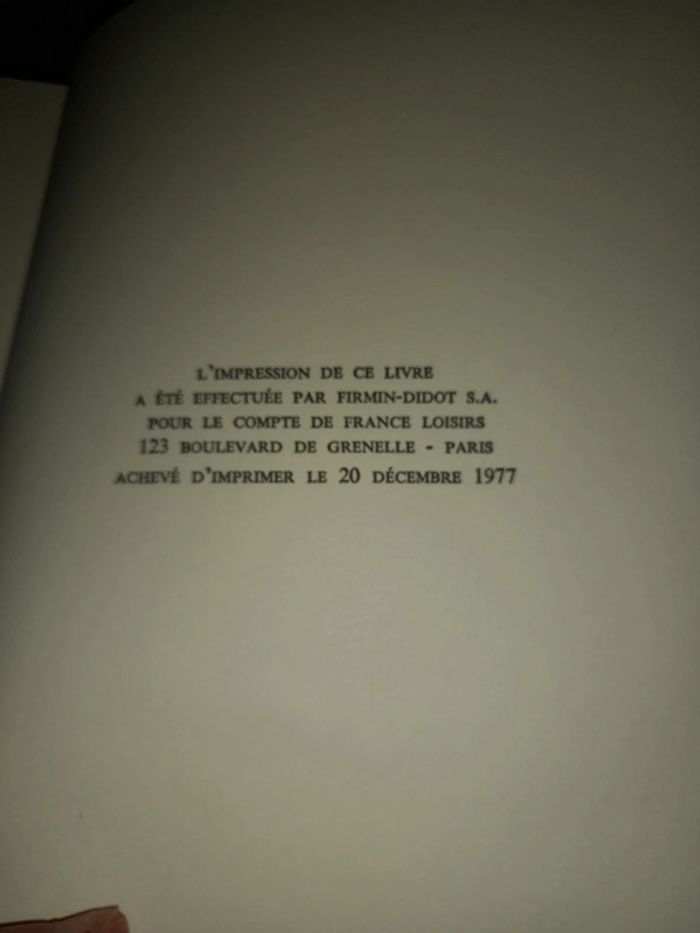 L'IMPRESSION DE CE LIVRE
A ÉTÉ EFFECTUÉE PAR FIRMIN-DIDOT S.A.
POUR LE COMPTE DE FRANCE LOISIRS
123 BOULEVARD DE GRENELLE - PARIS
ACHEVÉ D'IMPRIMER LE 20 DÉCEMBRE 1977